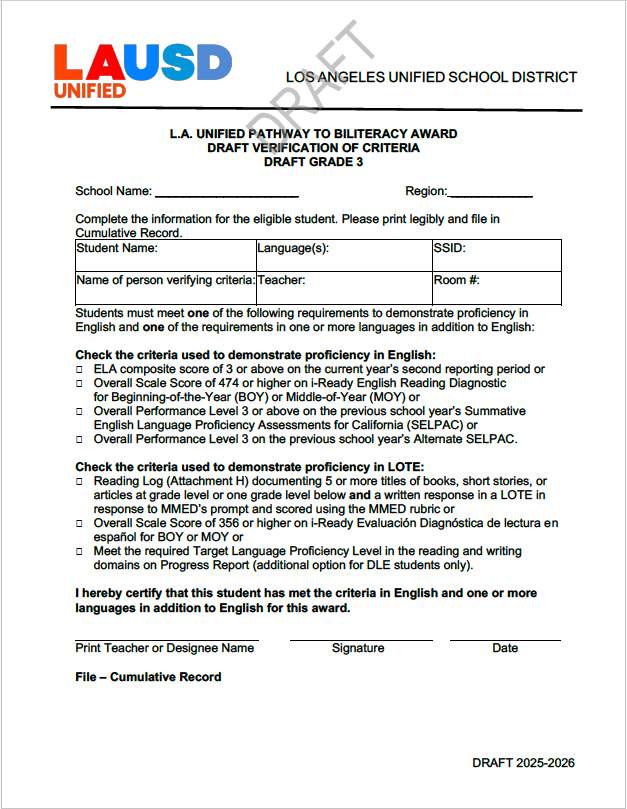 LAUSD
UNIFIED
LOS ANGELES UNIFIED SCHOOL DISTRICT
DRAFT
L.A. UNIFIED PATHWAY TO BILITERACY AWARD
DRAFT VERIFICATION OF CRITERIA
DRAFT GRADE 3
School Name: ______________________ Region:_____________
Complete the information for the eligible student. Please print legibly and file in
Cumulative Record.
Student Name: Language(s): SSID:
Name of person verifying criteria: Teacher: Room #:
Students must meet one of the following requirements to demonstrate proficiency in
English and one of the requirements in one or more languages in addition to English:
Check the criteria used to demonstrate proficiency in English:
□ ELA composite score of 3 or above on the current year’s second reporting period or
□ Overall Scale Score of 474 or higher on i-Ready English Reading Diagnostic
for Beginning-of-the-Year (BOY) or Middle-of-Year (MOY) or
□ Overall Performance Level 3 or above on the previous school year’s Summative
English Language Proficiency Assessments for California (SELPAC) or
□ Overall Performance Level 3 on the previous school year’s Alternate SELPAC.
Check the criteria used to demonstrate proficiency in LOTE:
□ Reading Log (Attachment H) documenting 5 or more titles of books, short stories, or
articles at grade level or one grade level below and a written response in a LOTE in
response to MMED’s prompt and scored using the MMED rubric or
□ Overall Scale Score of 356 or higher on i-Ready Evaluación Diagnóstica de lectura en
español for BOY or MOY or
□ Meet the required Target Language Proficiency Level in the reading and writing
domains on Progress Report (additional option for DLE students only).
I hereby certify that this student has met the criteria in English and one or more
languages in addition to English for this award.
Print Teacher or Designee Name Signature Date
File – Cumulative Record
DRAFT 2025-2026